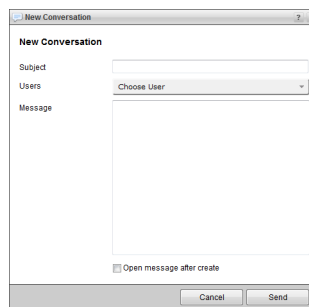 New Conversation
?
New Conversation
Subject
Users
Choose User
Message
Open message after create
Cancel
Send